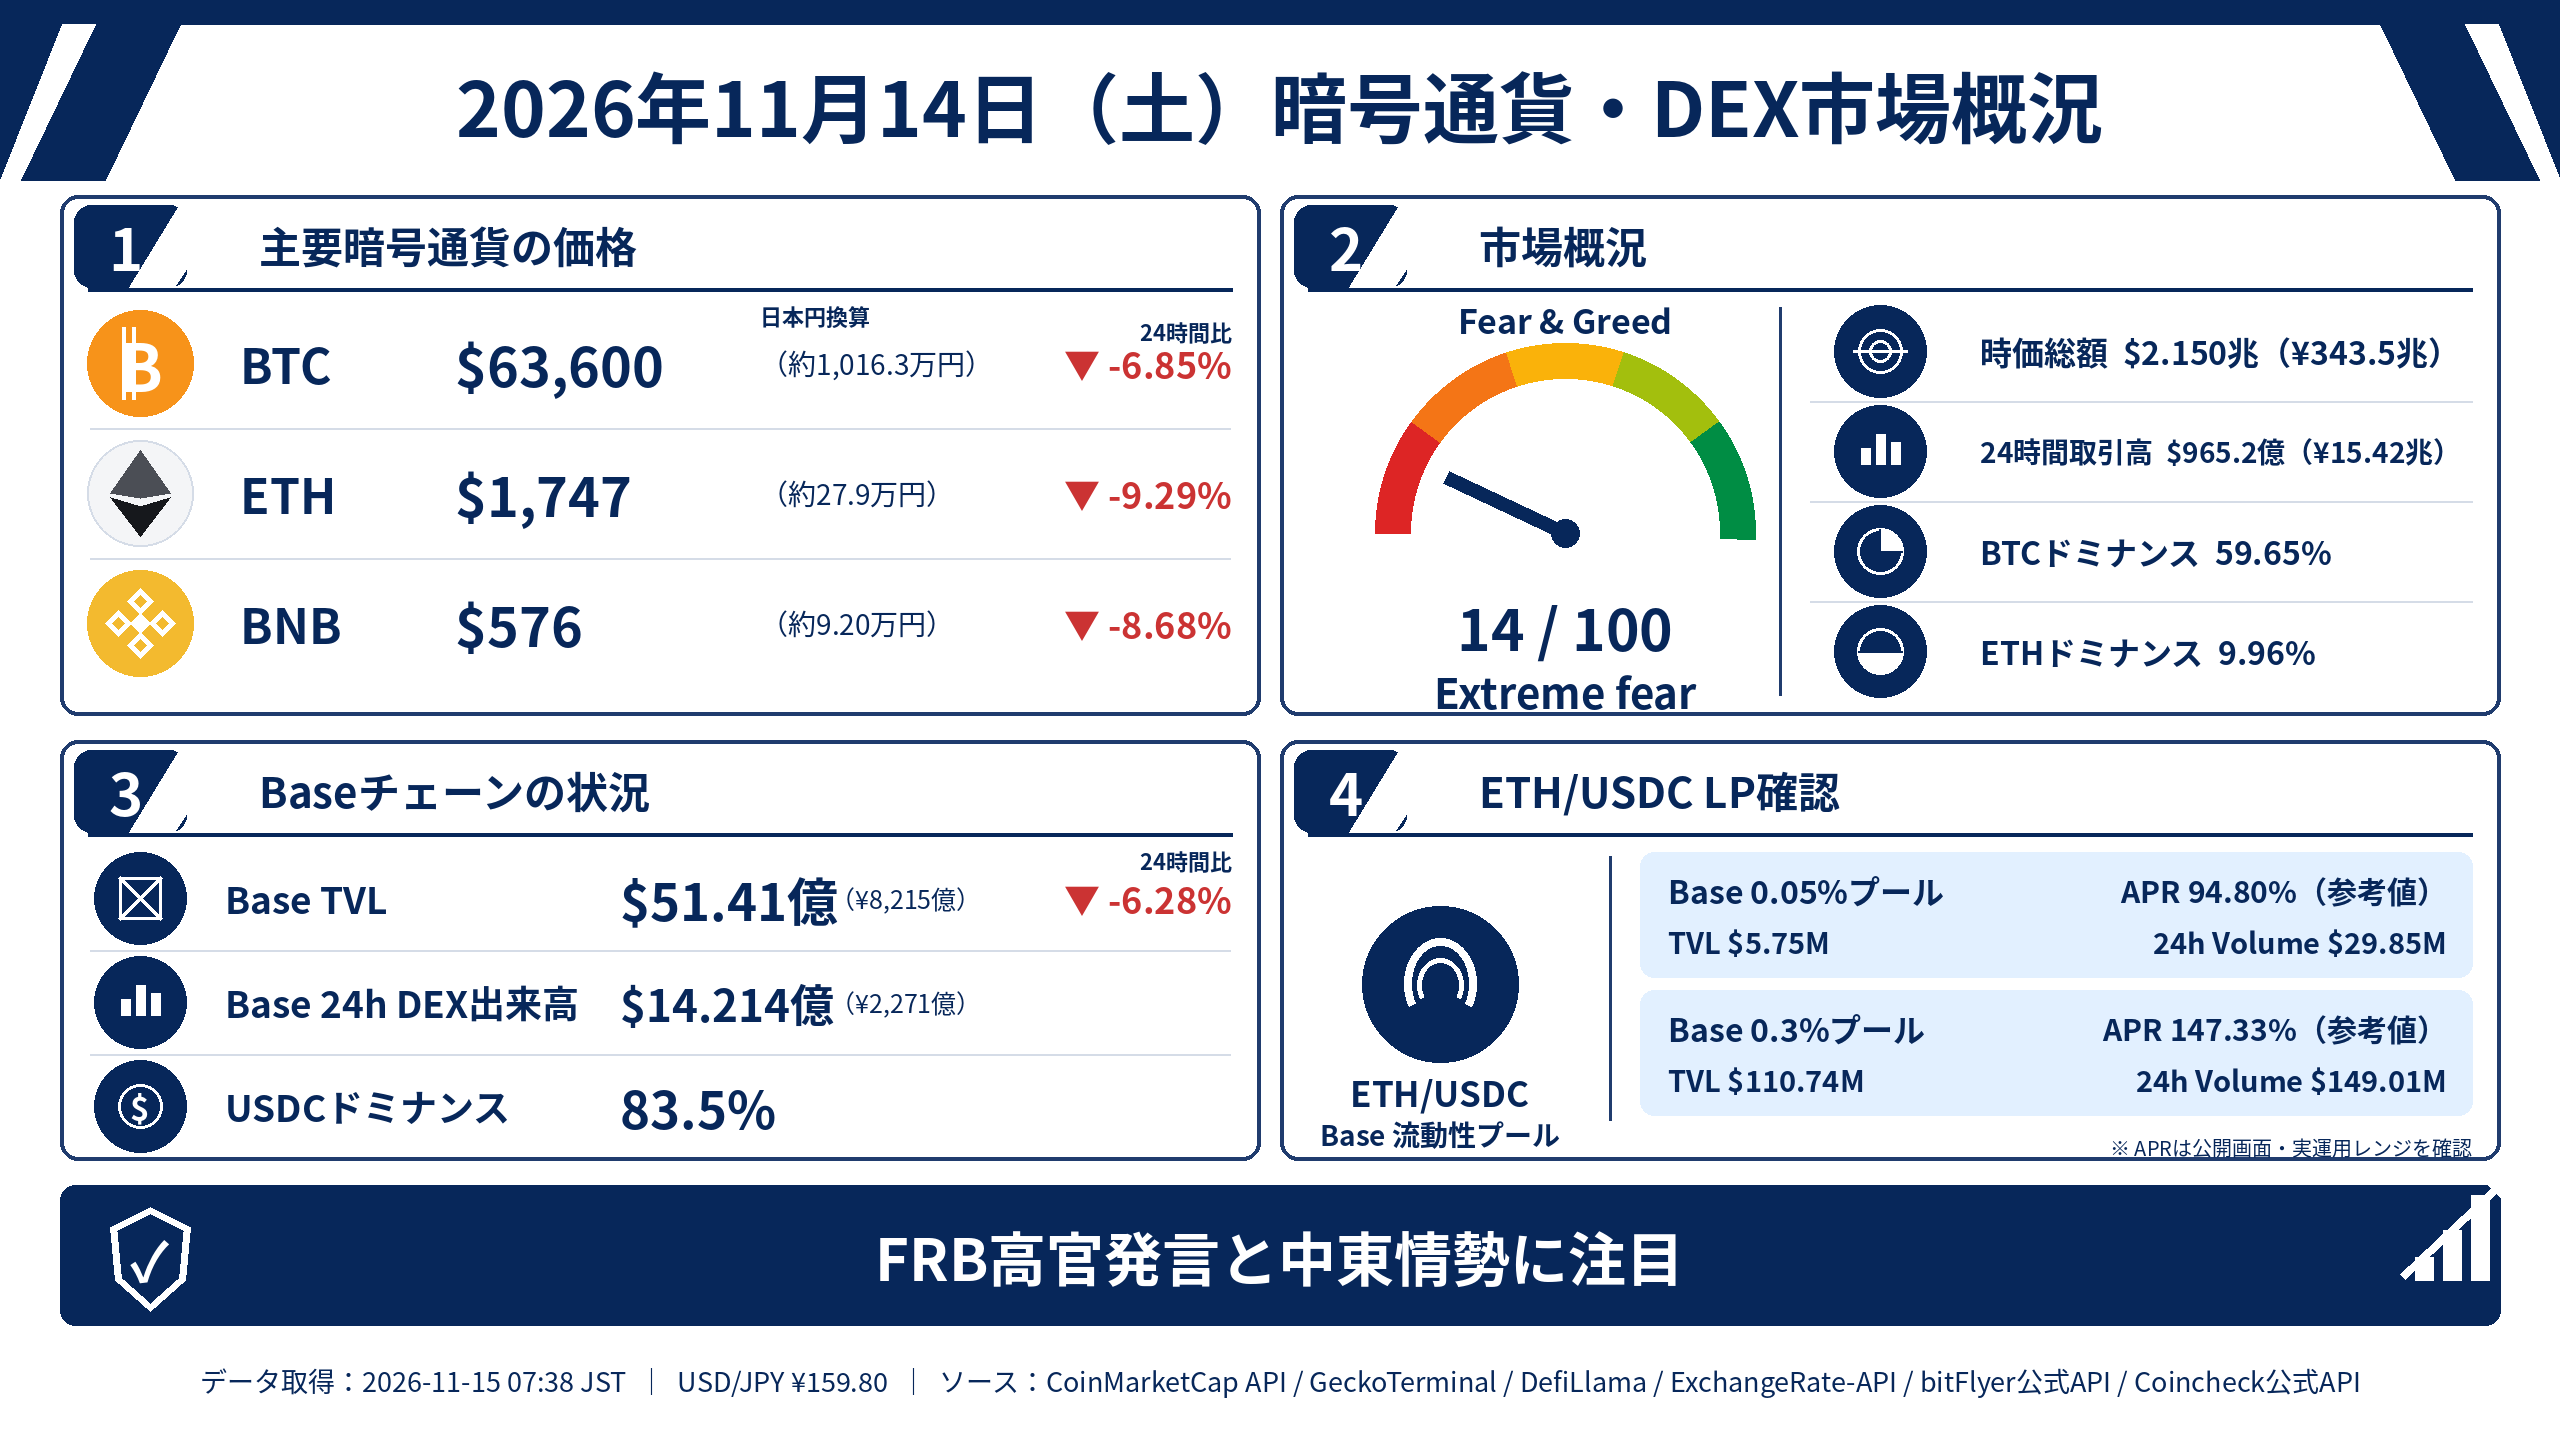 2026年11月14日（土）暗号通貨・DEX市場概況
1 主要暗号通貨の価格
日本円換算
24時間比
BTC $63,600 （約1,016.3万円） ▼ -6.85%
ETH $1,747 （約27.9万円） ▼ -9.29%
BNB $576 （約9.20万円） ▼ -8.68%
2 市場概況
Fear & Greed
14 / 100
Extreme fear
時価総額 $2.150兆（¥343.5兆）
24時間取引高 $965.2億（¥15.42兆）
BTCドミナンス 59.65%
ETHドミナンス 9.96%
3 Baseチェーンの状況
24時間比
Base TVL $51.41億（¥8,215億） ▼ -6.28%
Base 24h DEX出来高 $14.214億（¥2,271億）
USDCドミナンス 83.5%
4 ETH/USDC LP確認
ETH/USDC
Base 流動性プール
Base 0.05%プール APR 94.80%（参考値）
TVL $5.75M 24h Volume $29.85M
Base 0.3%プール APR 147.33%（参考値）
TVL $110.74M 24h Volume $149.01M
※ APRは公開画面・実運用レンジを確認
FRB高官発言と中東情勢に注目
データ取得：2026-11-15 07:38 JST ｜ USD/JPY ¥159.80 ｜ ソース：CoinMarketCap API / GeckoTerminal / DefiLlama / ExchangeRate-API / bitFlyer公式API / Coincheck公式API